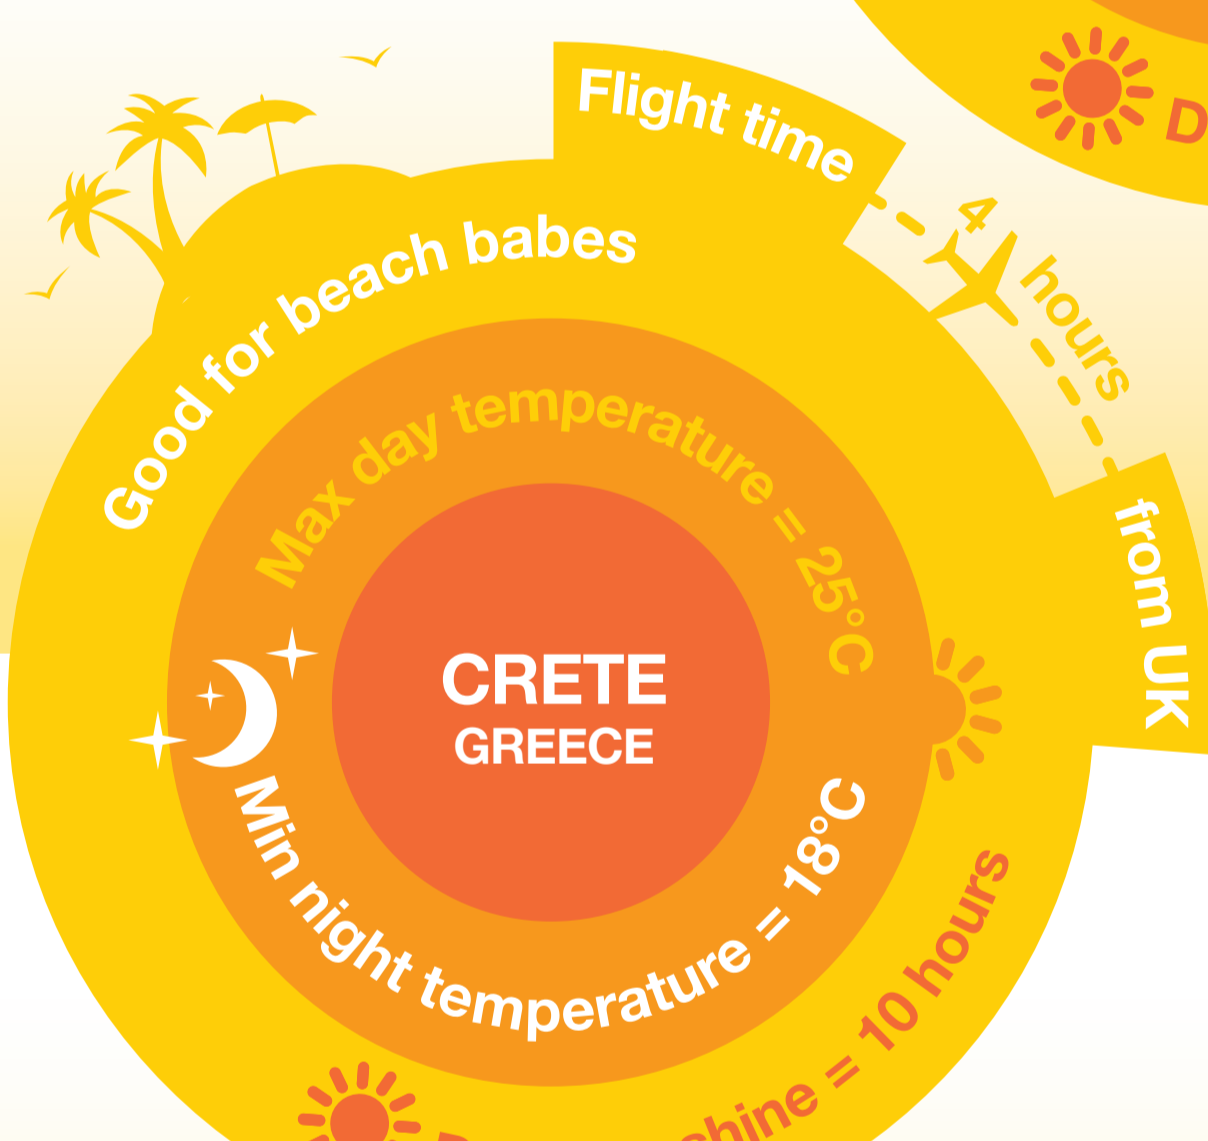 Flight time
4 hours
from UK
Good for beach babes
Max day temperature = 25°C
CRETE
GREECE
Min night temperature = 18°C
= 10 hours